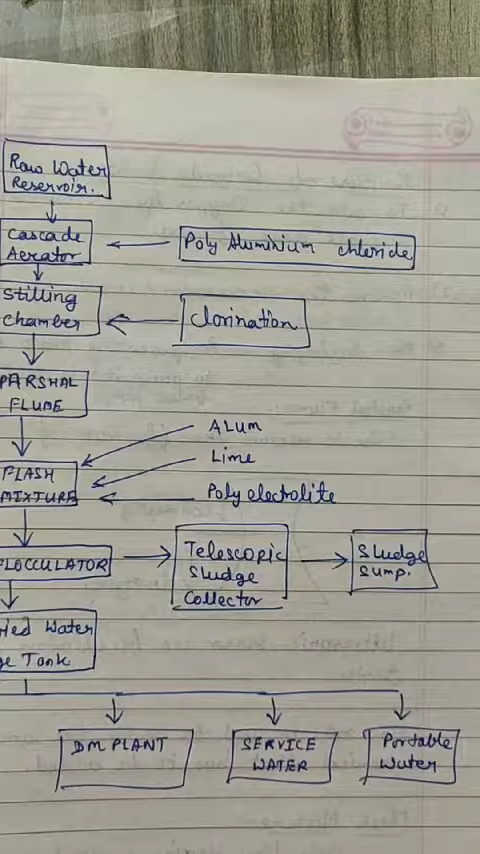 Raw Water
Reservoir.
Cascade
Aerator
Poly Aluminium chloride
Stilling
Chamber
Clorination
PARSHAL
FLUME
ALUM
Lime
Poly electrolite
FLASH
MIXTURE
FLOCCULATOR
Telescopic
Sludge
Collector
Sludge
Sump.
Water
Tank
DM PLANT
SERVICE
WATER
Portable
Water